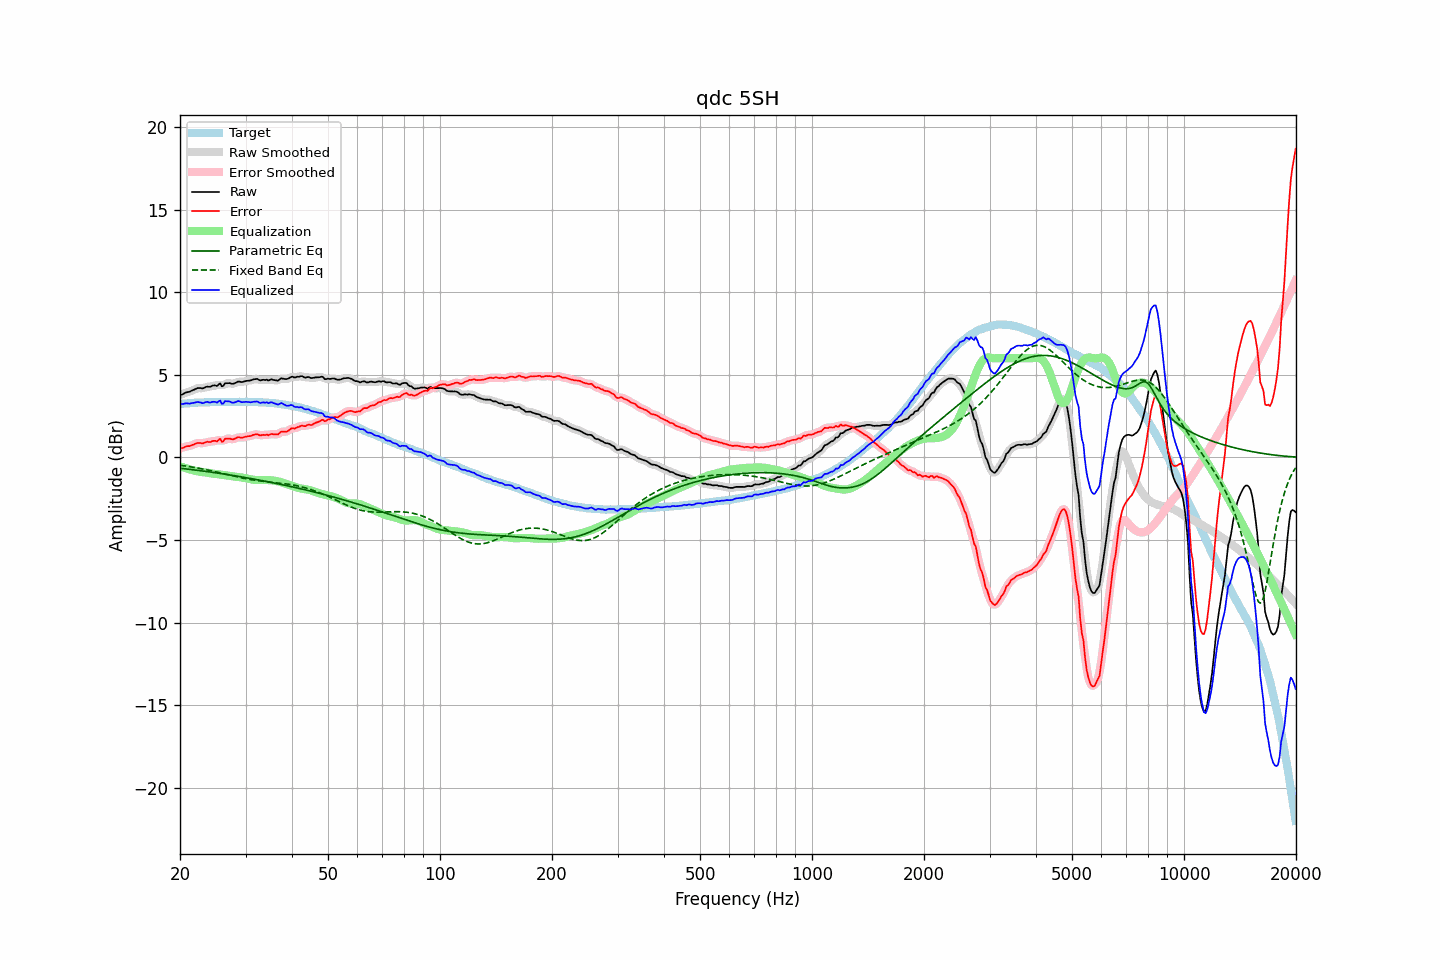 qdc 5SH
Target
Raw Smoothed
Error Smoothed
Raw
Error
Equalization
Parametric Eq
Fixed Band Eq
Equalized
Amplitude (dBr)
20
15
10
5
0
−5
−10
−15
−20
20 50 100 200 500 1000 2000 5000 10000 20000
Frequency (Hz)